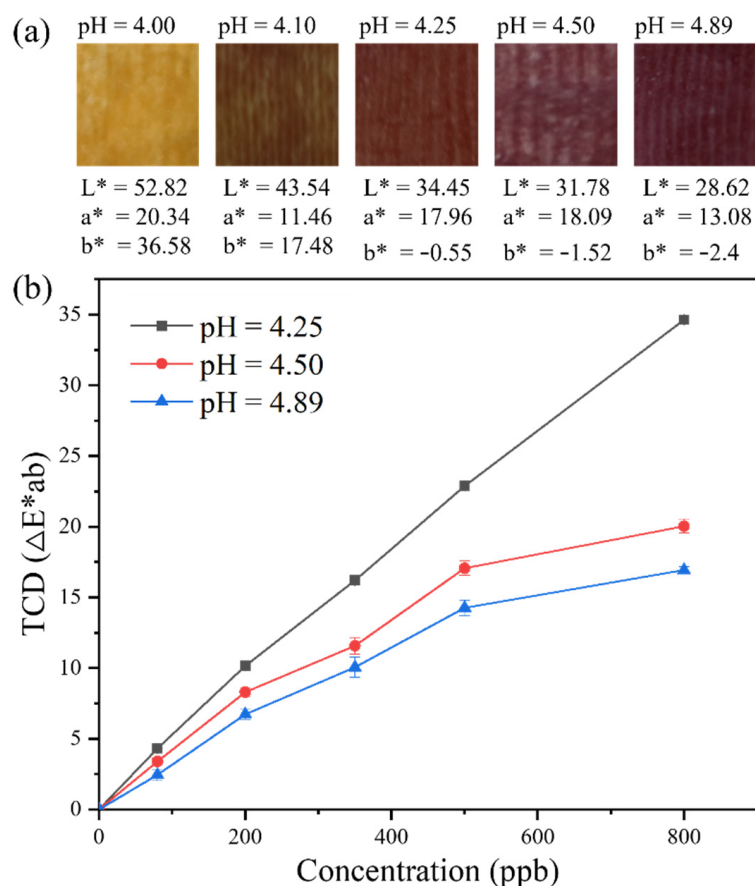 (a) pH = 4.00 pH = 4.10 pH = 4.25 pH = 4.50 pH = 4.89
L* = 52.82 L* = 43.54 L* = 34.45 L* = 31.78 L* = 28.62
a* = 20.34 a* = 11.46 a* = 17.96 a* = 18.09 a* = 13.08
b* = 36.58 b* = 17.48 b* = -0.55 b* = -1.52 b* = -2.4
(b)
pH = 4.25
pH = 4.50
pH = 4.89
TCD (△E*ab)
35
30
25
20
15
10
5
0
0 200 400 600 800
Concentration (ppb)